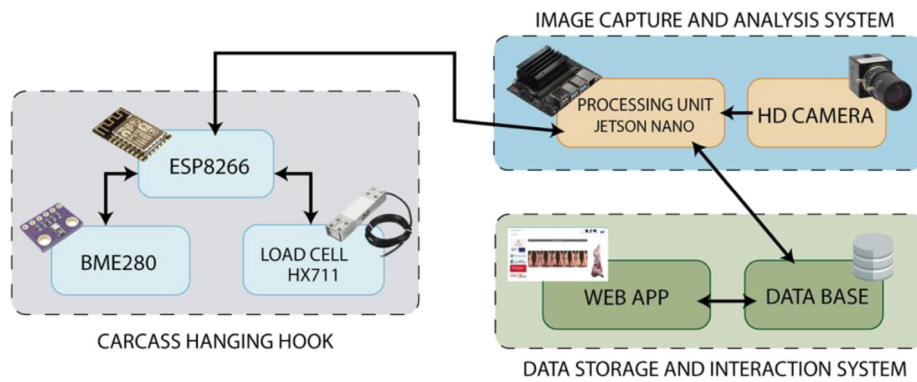 IMAGE CAPTURE AND ANALYSIS SYSTEM
PROCESSING UNIT
JETSON NANO
HD CAMERA
ESP8266
BME280
LOAD CELL
HX711
CARCASS HANGING HOOK
WEB APP
DATA BASE
DATA STORAGE AND INTERACTION SYSTEM